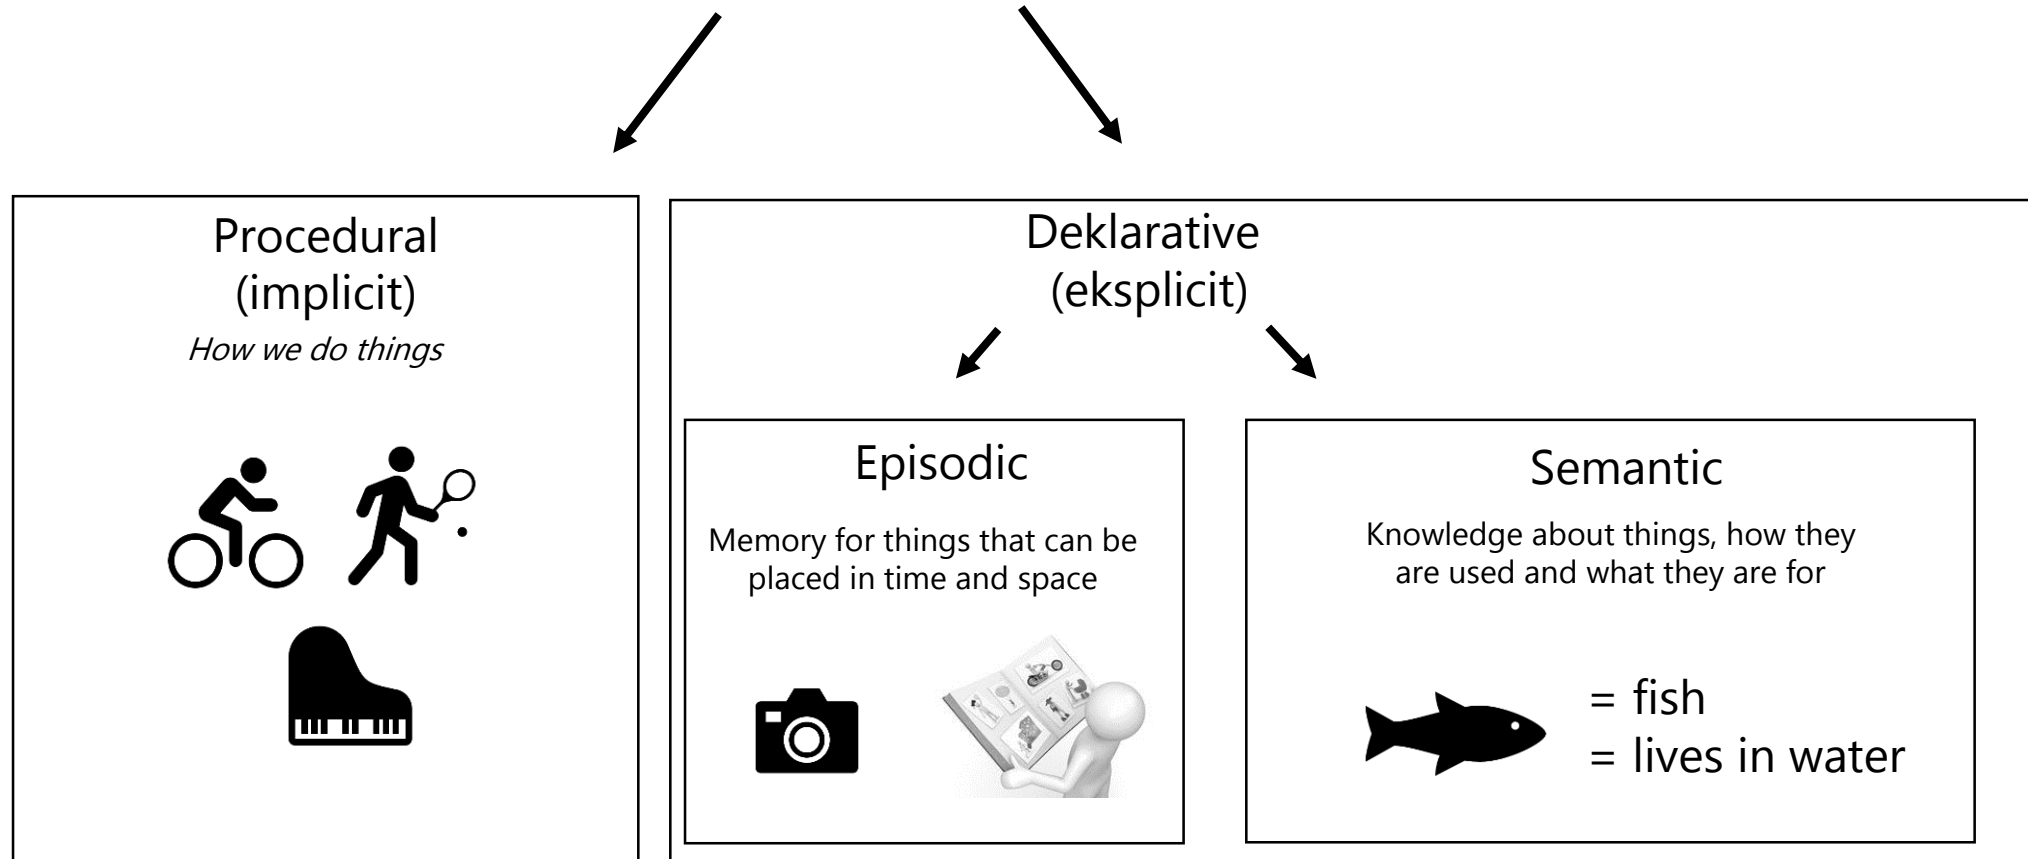 Procedural
(implicit)
How we do things
Deklarative
(eksplicit)
Episodic
Memory for things that can be
placed in time and space
Semantic
Knowledge about things, how they
are used and what they are for
= fish
= lives in water